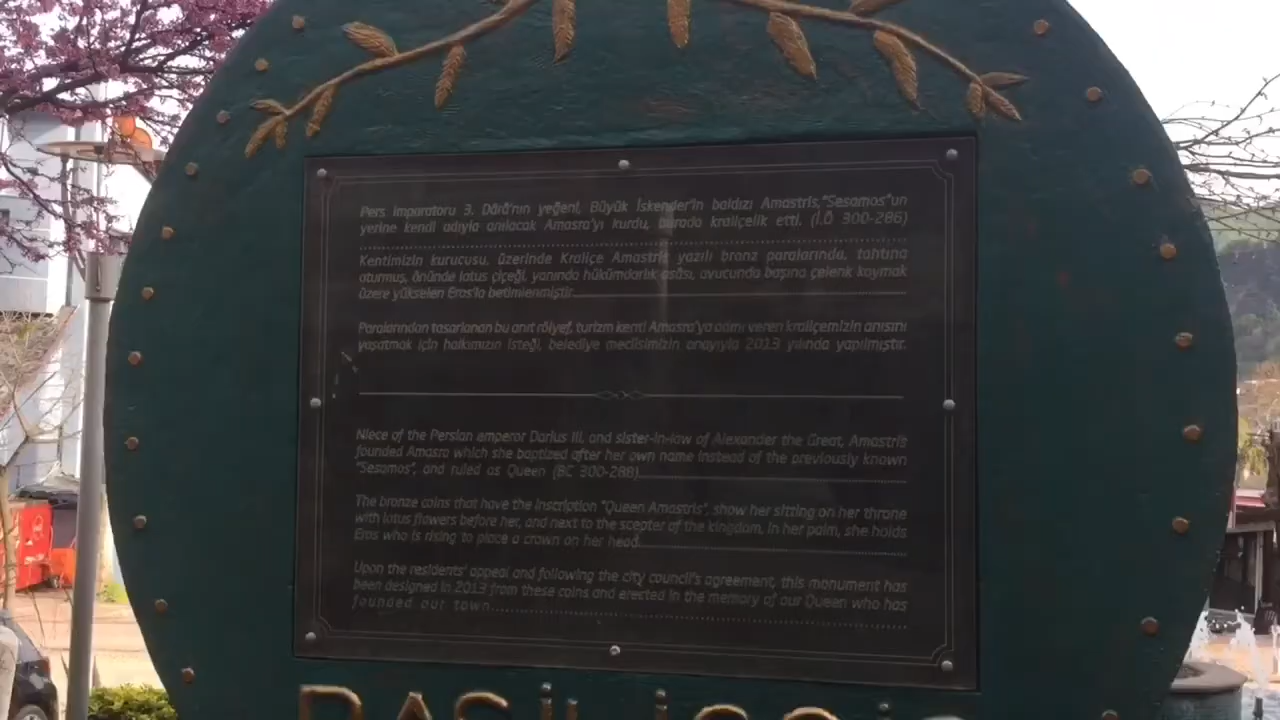 Pers İmparatoru 3. Dârâ'nın yeğeni, Büyük İskender'in baldızı Amastris,"Sesamos"un
yerine kendi adıyla anılacak Amasra'yı kurdu, burada kraliçelik etti. (İ.Ö 300-286)
Kentimizin kurucusu, üzerinde Kraliçe Amastris yazılı bronz paralarında, tahtına
oturmuş, önünde lotus çiçeği, yanında hükümdarlık asâsı, avucunda başına çelenk koymak
üzere yükselen Eros'la betimlenmiştir.
Paralarından tasarlanan bu anıt rölyef, turizm kenti Amasra'ya adını veren kraliçemizin anısını
yaşatmak için halkımızın isteği, belediye meclisimizin onayıyla 2013 yılında yapılmıştır.
Niece of the Persian emperor Darius III, and sister-in-law of Alexander the Great, Amastris
founded Amasra which she baptized after her own name instead of the previously known
"Sesamos", and ruled as Queen (BC 300-288)
The bronze coins that have the inscription "Queen Amastris", show her sitting on her throne
with lotus flowers before her, and next to the scepter of the kingdom, in her palm, she holds
Eros who is rising to place a crown on her head.
Upon the residents' appeal and following the city council's agreement, this monument has
been designed in 2013 from these coins and erected in the memory of our Queen who has
founded our town